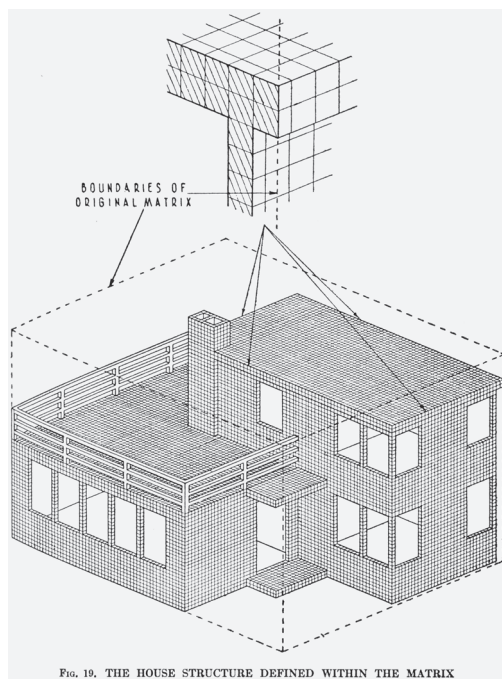 BOUNDARIES OF
ORIGINAL MATRIX
FIG. 19. THE HOUSE STRUCTURE DEFINED WITHIN THE MATRIX